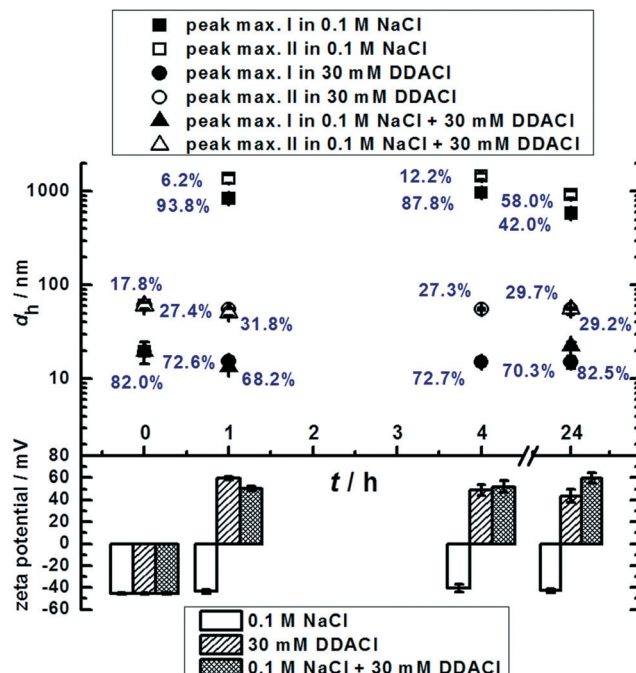 peak max. I in 0.1 M NaCl
peak max. II in 0.1 M NaCl
peak max. I in 30 mM DDACl
peak max. II in 30 mM DDACl
peak max. I in 0.1 M NaCl + 30 mM DDACl
peak max. II in 0.1 M NaCl + 30 mM DDACl
1000
6.2%
93.8%
12.2%
87.8%
58.0%
42.0%
dh / nm
100
17.8%
27.4%
31.8%
27.3%
29.7%
29.2%
10
82.0%
72.6%
68.2%
72.7%
70.3%
82.5%
0 1 2 3 4 24
t / h
zeta potential / mV
80
60
40
20
0
-20
-40
-60
0.1 M NaCl
30 mM DDACl
0.1 M NaCl + 30 mM DDACl